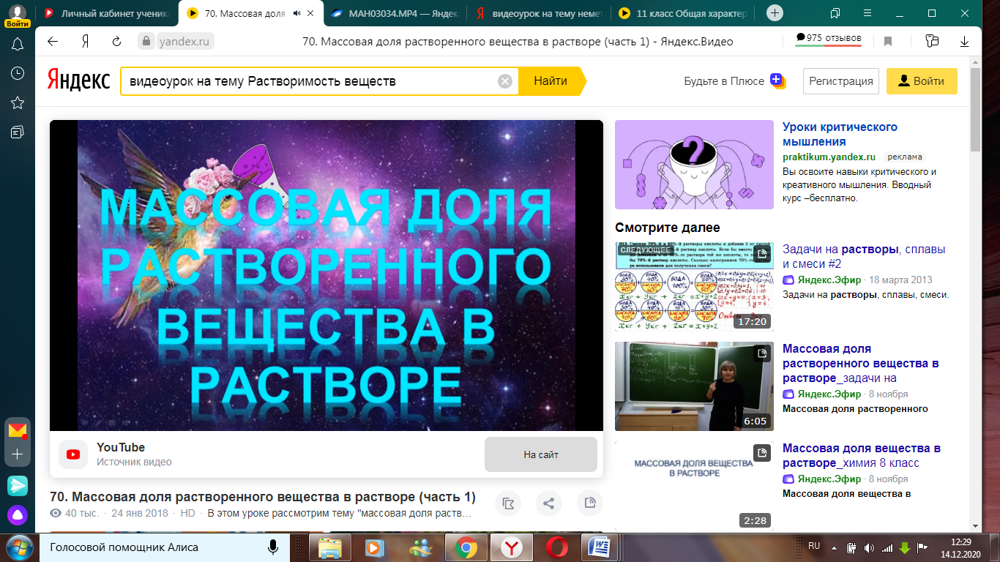 Войти
Личный кабинет ученик
70. Массовая доля
МАН03034.MP4 — Яндек
видеоурок на тему немет
11 класс Общая характер
yandex.ru
70. Массовая доля растворенного вещества в растворе (часть 1) - Яндекс.Видео
975 отзывов
Яндекс
видеоурок на тему Растворимость веществ
Найти
Будьте в Плюсе
Регистрация
Войти
МАССОВАЯ ДОЛЯ
РАСТВОРЕННОГО
ВЕЩЕСТВА В
РАСТВОРЕ
YouTube
Источник видео
На сайт
70. Массовая доля растворенного вещества в растворе (часть 1)
40 тыс. · 24 янв 2018 · HD · В этом уроке рассмотрим тему "массовая доля раств...
Уроки критического
мышления
praktikum.yandex.ru реклама
Вы освоите навыки критического и
креативного мышления. Вводный
курс –бесплатно.
Смотрите далее
СЛЕДУЮЩЕЕ
17:20
Задачи на растворы, сплавы
и смеси #2
Яндекс.Эфир · 18 марта 2013
Задачи на растворы, сплавы, смеси.
6:05
Массовая доля
растворенного вещества в
растворе_задачи на
Яндекс.Эфир · 8 ноября
Массовая доля растворенного
МАССОВАЯ ДОЛЯ ВЕЩЕСТВА
В РАСТВОРЕ
2:28
Массовая доля вещества в
растворе_химия 8 класс
Яндекс.Эфир · 8 ноября
Массовая доля вещества в
Голосовой помощник Алиса
RU
12:29
14.12.2020